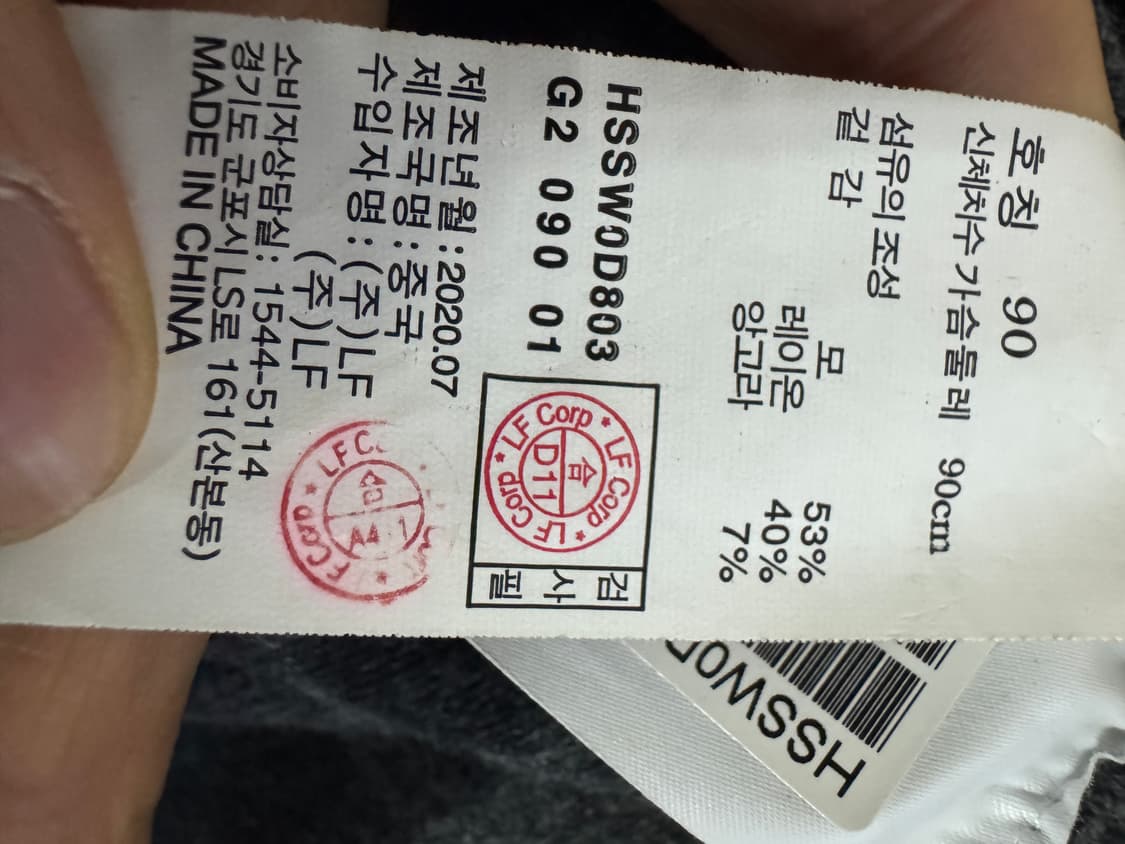 호칭 90
신체치수 가슴둘레 90cm
섬유의 조성
겉감
모 53%
레이온 40%
앙고라 7%
HSSW0D803
G2 090 01
LF Corp * LF Corp * LF Corp *
合
D11
검사필
제조년월 : 2020.07
제조국명 : 중국
수입자명 : (주)LF
(주)LF
소비자상담실 : 1544-5114
경기도 군포시 LS로 161(산본동)
MADE IN CHINA
HSSW0